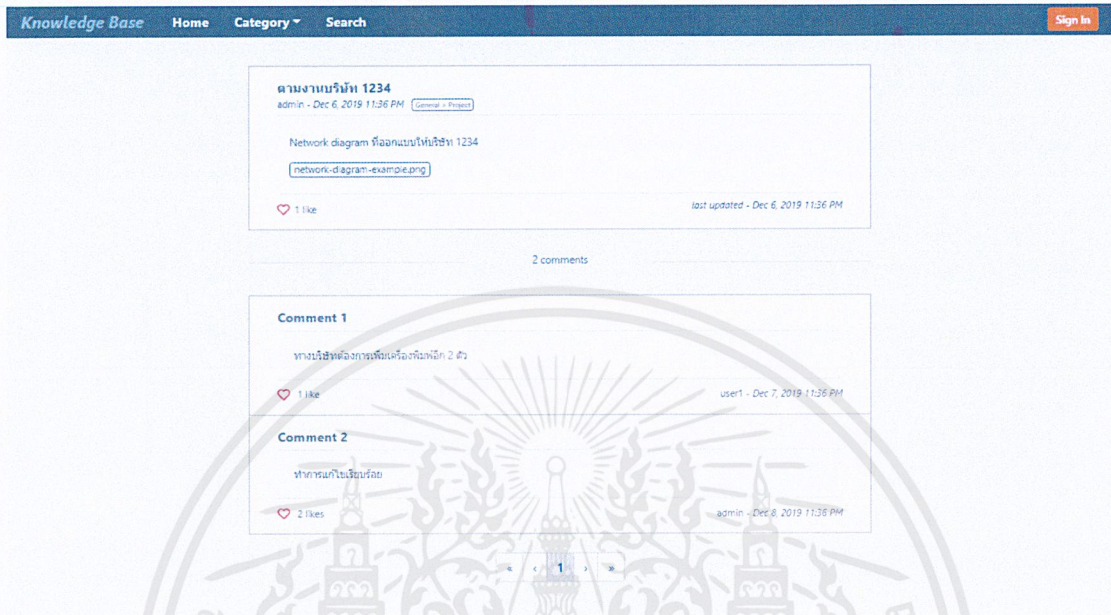 Knowledge Base Home Category Search Sign In
ตามงานบริษัท 1234
admin - Dec 6, 2019 11:36 PM General > Project
Network diagram ที่ออกแบบให้บริษัท 1234
network-diagram-example.png
1 like last updated - Dec 6, 2019 11:36 PM
2 comments
Comment 1
ทางบริษัทต้องการเพิ่มเครื่องพิมพ์อีก 2 ตัว
1 like user1 - Dec 7, 2019 11:36 PM
Comment 2
ทำการแก้ไขเรียบร้อย
2 likes admin - Dec 8, 2019 11:36 PM
« ‹ 1 › »